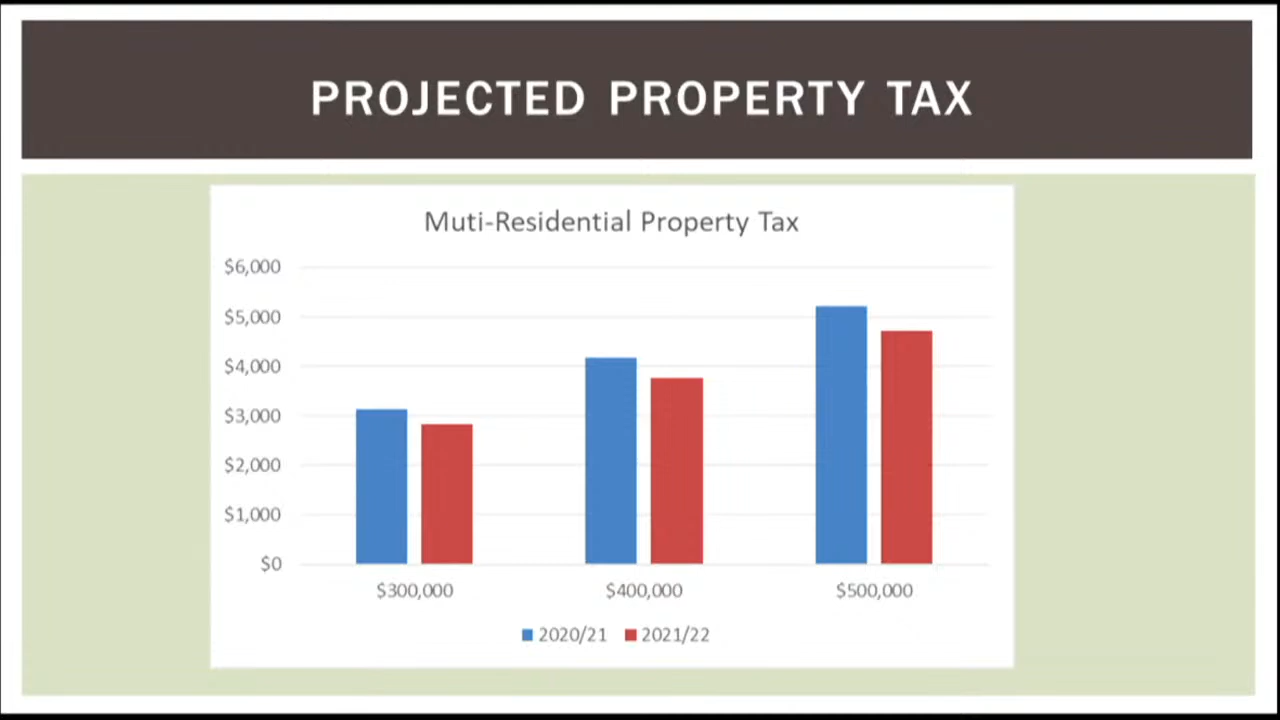 PROJECTED PROPERTY TAX
Muti-Residential Property Tax
$6,000
$5,000
$4,000
$3,000
$2,000
$1,000
$0
$300,000 $400,000 $500,000
2020/21 2021/22